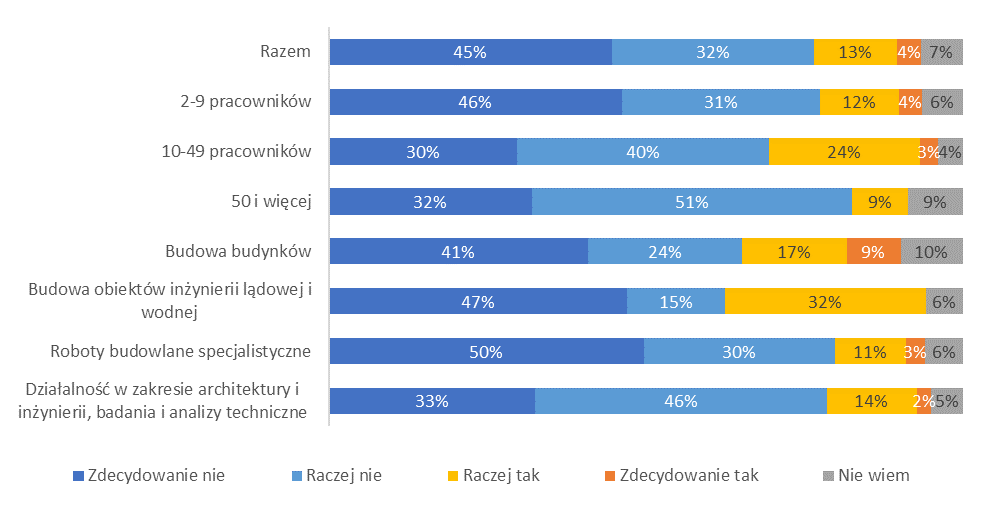 Razem 45% 32% 13% 4% 7%
2-9 pracowników 46% 31% 12% 4% 6%
10-49 pracowników 30% 40% 24% 3% 4%
50 i więcej 32% 51% 9% 9%
Budowa budynków 41% 24% 17% 9% 10%
Budowa obiektów inżynierii lądowej i
wodnej 47% 15% 32% 6%
Roboty budowlane specjalistyczne 50% 30% 11% 3% 6%
Działalność w zakresie architektury i
inżynierii, badania i analizy techniczne 33% 46% 14% 2% 5%
Zdecydowanie nie Raczej nie Raczej tak Zdecydowanie tak Nie wiem